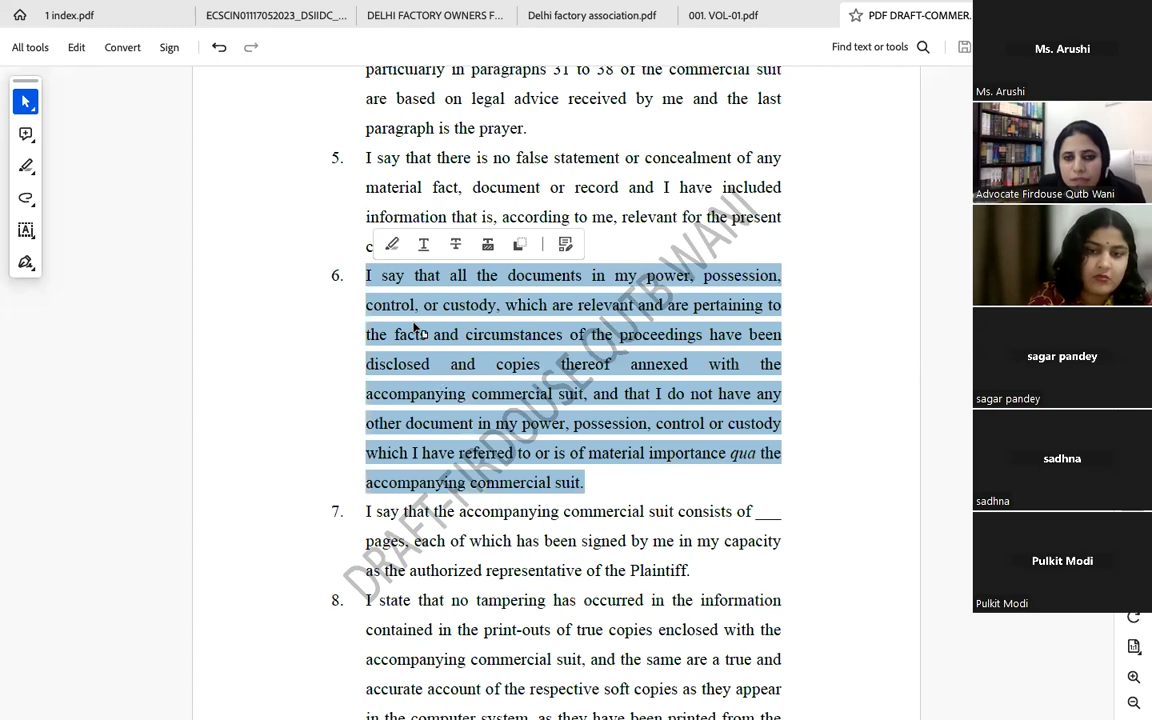 1 index.pdf
ECSCIN01117052023_DSIIDC_...
DELHI FACTORY OWNERS F...
Delhi factory association.pdf
001. VOL-01.pdf
PDF DRAFT-COMMER.
All tools
Edit
Convert
Sign
Find text or tools
particularly in paragraphs 31 to 38 of the commercial suit
are based on legal advice received by me and the last
paragraph is the prayer.
5. I say that there is no false statement or concealment of any
material fact, document or record and I have included
information that is, according to me, relevant for the present
c
6. I say that all the documents in my power, possession,
control, or custody, which are relevant and are pertaining to
the facts and circumstances of the proceedings have been
disclosed and copies thereof annexed with the
accompanying commercial suit, and that I do not have any
other document in my power, possession, control or custody
which I have referred to or is of material importance qua the
accompanying commercial suit.
7. I say that the accompanying commercial suit consists of ___
pages, each of which has been signed by me in my capacity
as the authorized representative of the Plaintiff.
8. I state that no tampering has occurred in the information
contained in the print-outs of true copies enclosed with the
accompanying commercial suit, and the same are a true and
accurate account of the respective soft copies as they appear
in the computer system, as they have been printed from the
DRAFT-FIRDOUSE QUTB WANI
Ms. Arushi
Ms. Arushi
Advocate Firdouse Qutb Wani
sagar pandey
sagar pandey
sadhna
sadhna
Pulkit Modi
Pulkit Modi